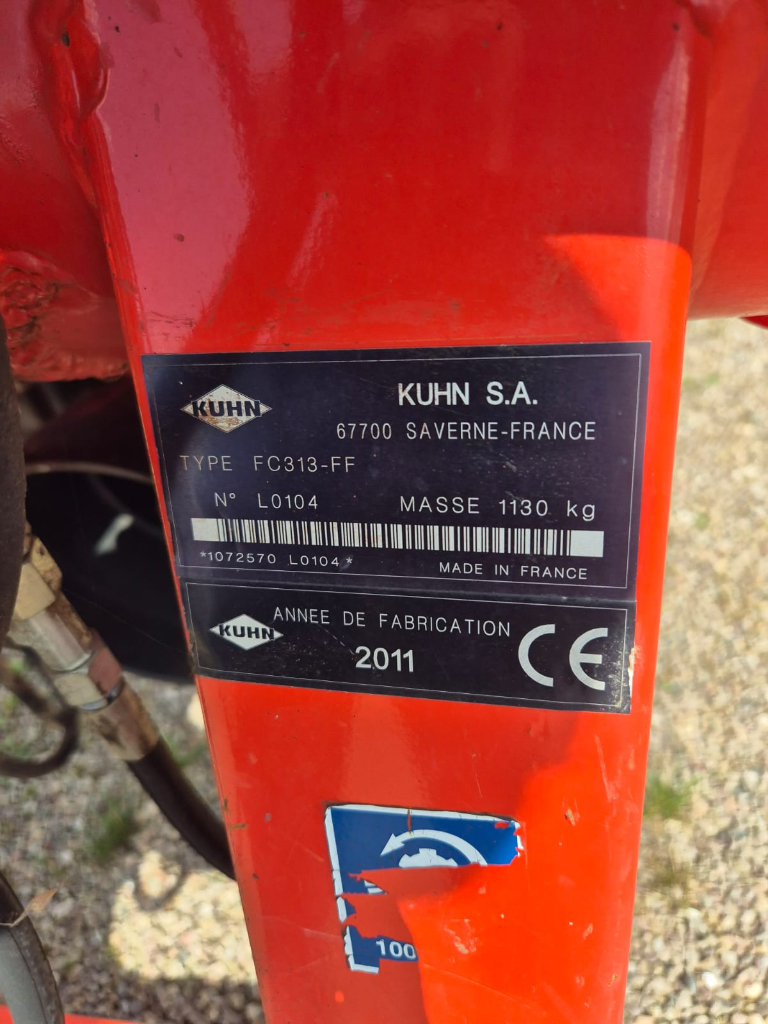 KUHN
KUHN S.A.
67700 SAVERNE-FRANCE
TYPE FC313-FF
N° L0104 MASSE 1130 kg
*1072570 L0104*
MADE IN FRANCE
KUHN
ANNEE DE FABRICATION
2011
CE
100